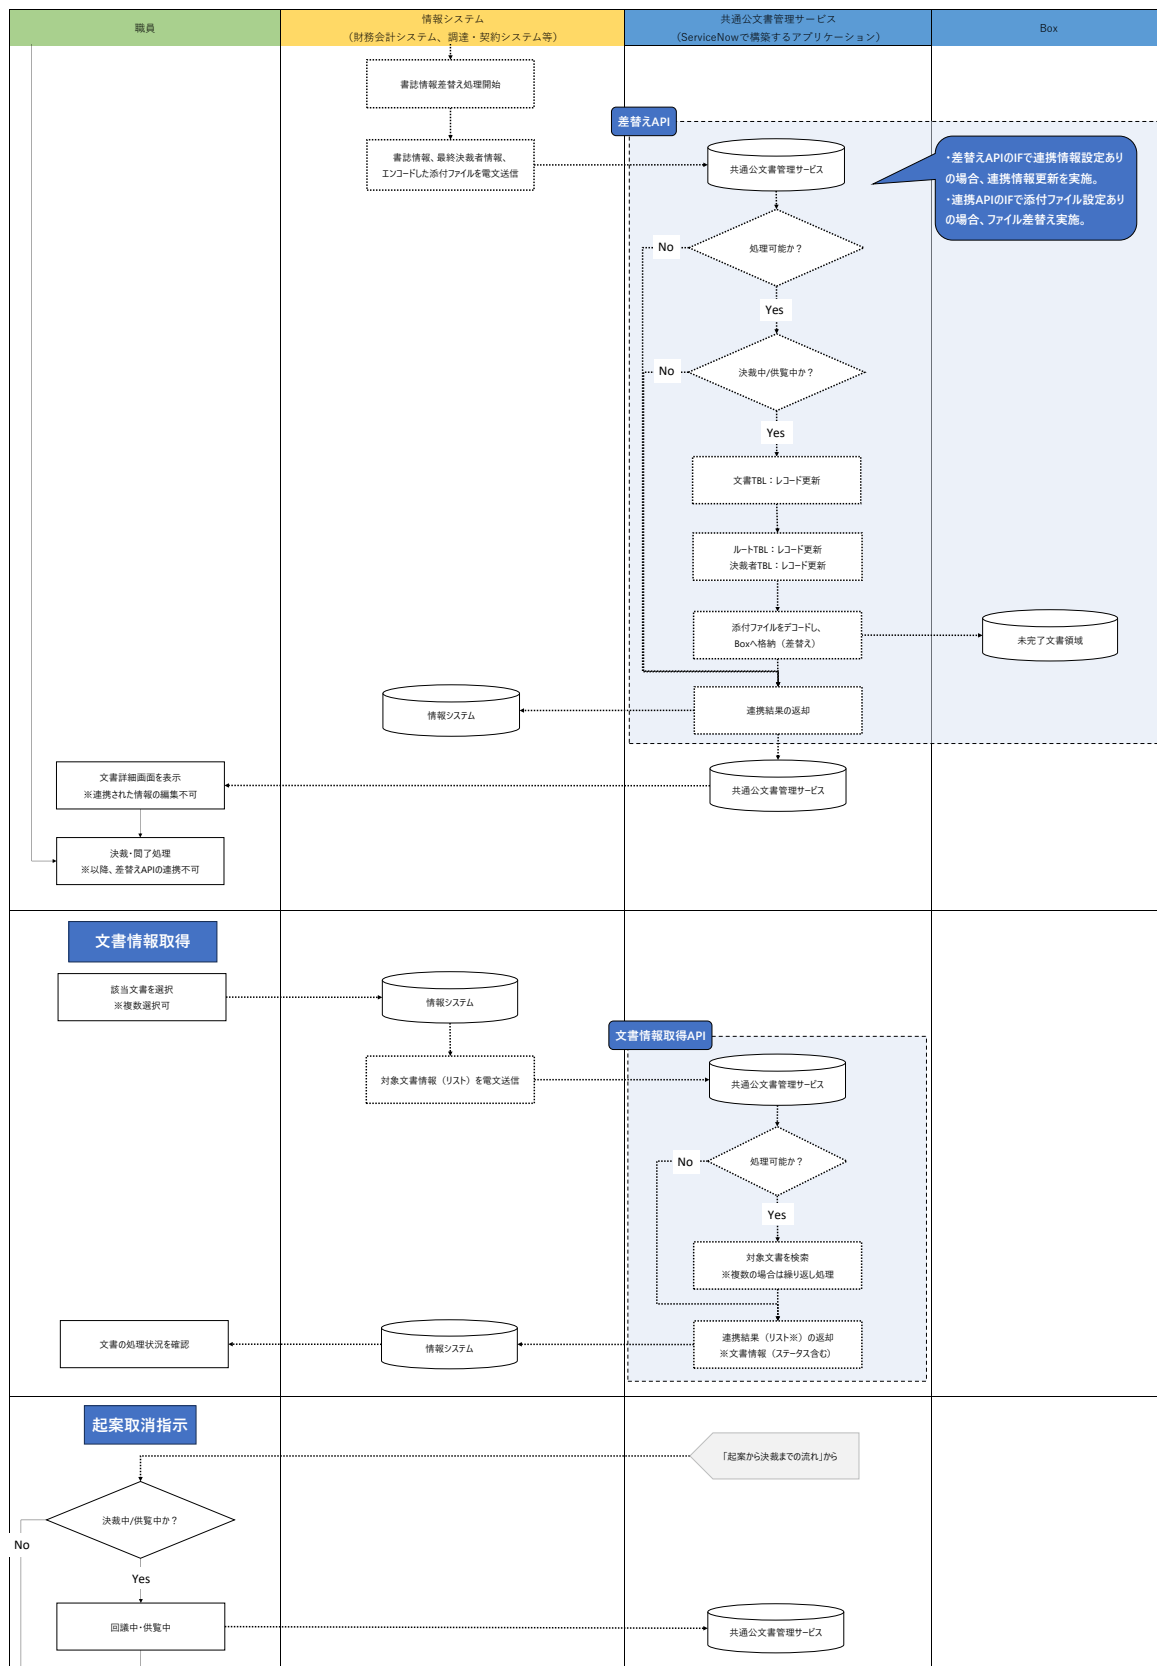 職員
情報システム
（財務会計システム、調達・契約システム等）
共通公文書管理サービス
（ServiceNowで構築するアプリケーション）
Box
書誌情報差替え処理開始
差替えAPI
書誌情報、最終決裁者情報、
エンコードした添付ファイルを電文送信
共通公文書管理サービス
・差替えAPIのIFで連携情報設定あり
の場合、連携情報更新を実施。
・連携APIのIFで添付ファイル設定あり
の場合、ファイル差替え実施。
処理可能か？
No
Yes
決裁中/供覧中か？
No
Yes
文書TBL：レコード更新
ルートTBL：レコード更新
決裁者TBL：レコード更新
添付ファイルをデコードし、
Boxへ格納（差替え）
未完了文書領域
連携結果の返却
情報システム
共通公文書管理サービス
文書詳細画面を表示
※連携された情報の編集不可
決裁・閲了処理
※以降、差替えAPIの連携不可
文書情報取得
該当文書を選択
※複数選択可
情報システム
文書情報取得API
対象文書情報（リスト）を電文送信
共通公文書管理サービス
処理可能か？
No
Yes
対象文書を検索
※複数の場合は繰り返し処理
連携結果（リスト※）の返却
※文書情報（ステータス含む）
情報システム
文書の処理状況を確認
起案取消指示
「起案から決裁までの流れ」から
決裁中/供覧中か？
No
Yes
回議中・供覧中
共通公文書管理サービス